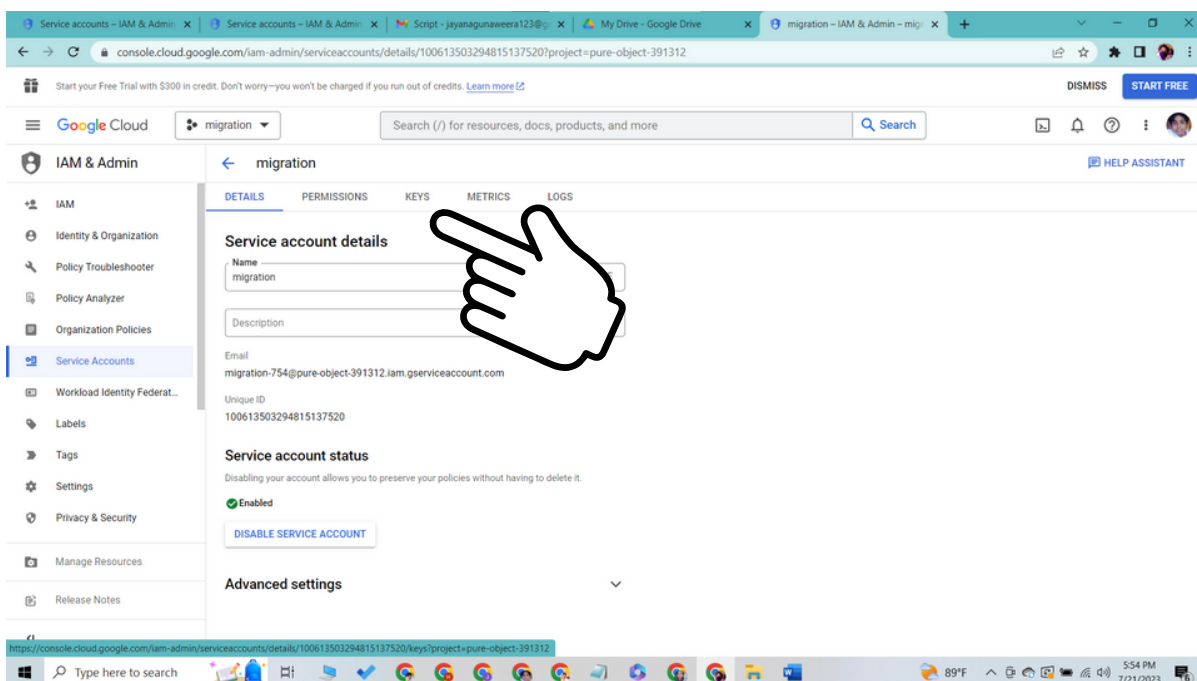 Service accounts – IAM & Admin
Service accounts – IAM & Admin
Script - jayanagunaweera123@g
My Drive - Google Drive
migration – IAM & Admin – migr
console.cloud.google.com/iam-admin/serviceaccounts/details/100613503294815137520?project=pure-object-391312
Start your Free Trial with $300 in credit. Don't worry—you won't be charged if you run out of credits. Learn more
DISMISS
START FREE
Google Cloud
migration
Search (/) for resources, docs, products, and more
Search
IAM & Admin
migration
HELP ASSISTANT
DETAILS PERMISSIONS KEYS METRICS LOGS
IAM
Identity & Organization
Policy Troubleshooter
Policy Analyzer
Organization Policies
Service Accounts
Workload Identity Federat...
Labels
Tags
Settings
Privacy & Security
Manage Resources
Release Notes
Service account details
Name
migration
Description
Email
migration-754@pure-object-391312.iam.gserviceaccount.com
Unique ID
100613503294815137520
Service account status
Disabling your account allows you to preserve your policies without having to delete it.
Enabled
DISABLE SERVICE ACCOUNT
Advanced settings
https://console.cloud.google.com/iam-admin/serviceaccounts/details/100613503294815137520/keys?project=pure-object-391312
Type here to search
89°F
5:54 PM
7/21/2023